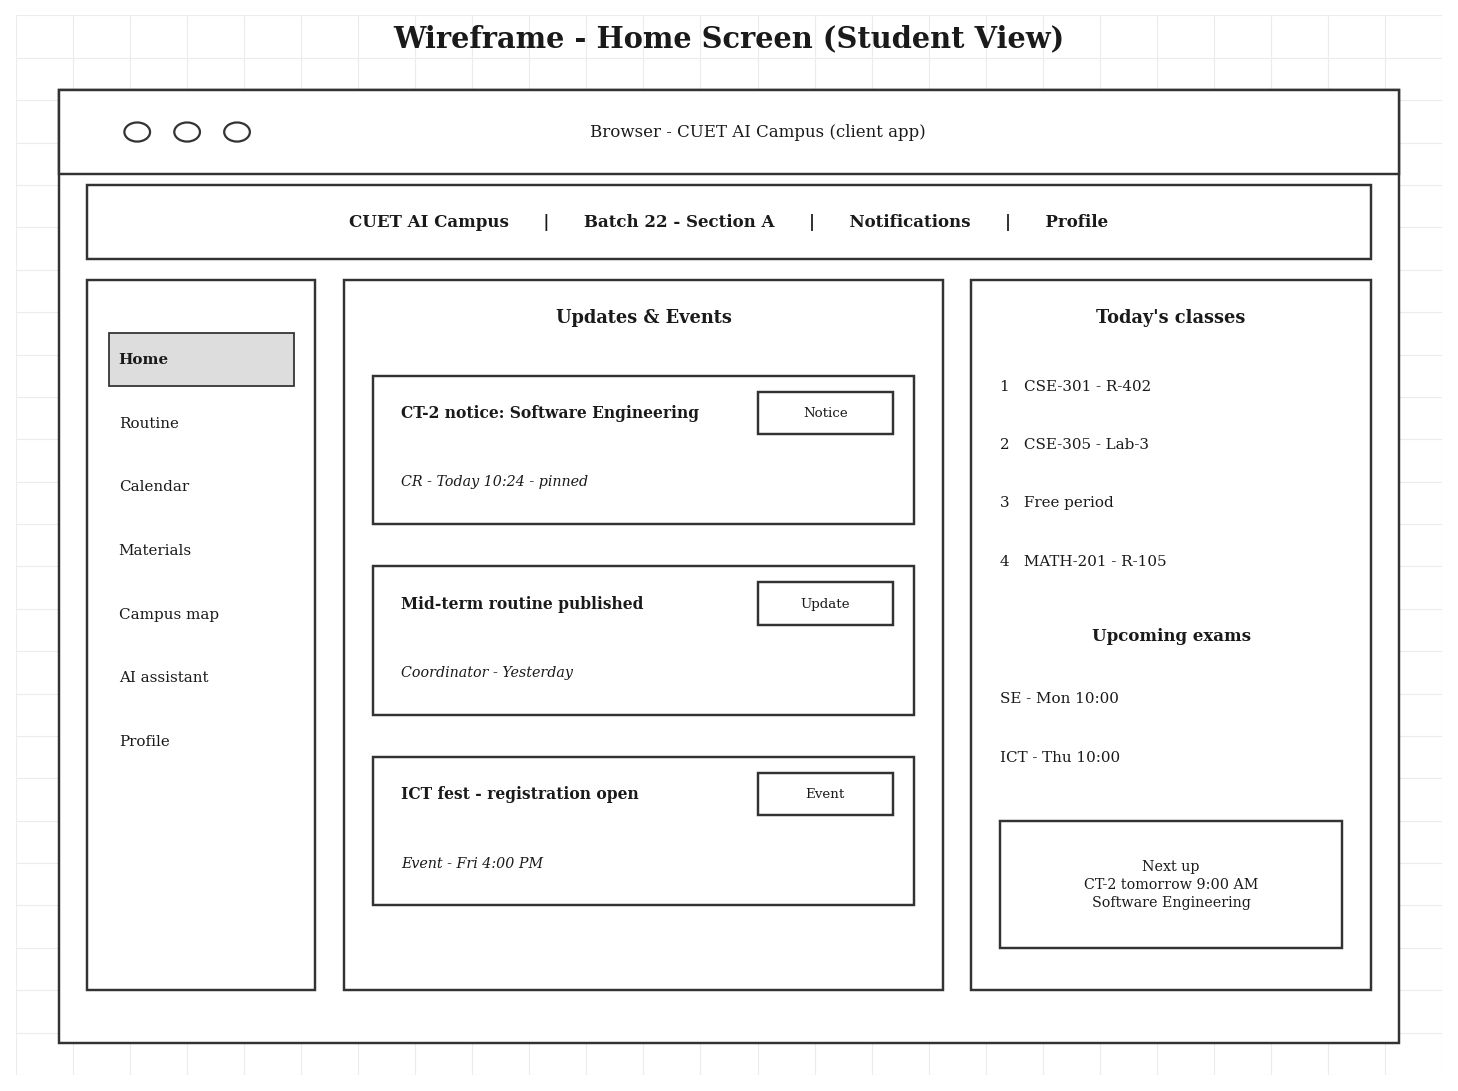 Wireframe - Home Screen (Student View)
Browser - CUET AI Campus (client app)
CUET AI Campus | Batch 22 - Section A | Notifications | Profile
Home
Routine
Calendar
Materials
Campus map
AI assistant
Profile
Updates & Events
CT-2 notice: Software Engineering
Notice
CR - Today 10:24 - pinned
Mid-term routine published
Update
Coordinator - Yesterday
ICT fest - registration open
Event
Event - Fri 4:00 PM
Today's classes
1 CSE-301 - R-402
2 CSE-305 - Lab-3
3 Free period
4 MATH-201 - R-105
Upcoming exams
SE - Mon 10:00
ICT - Thu 10:00
Next up
CT-2 tomorrow 9:00 AM
Software Engineering